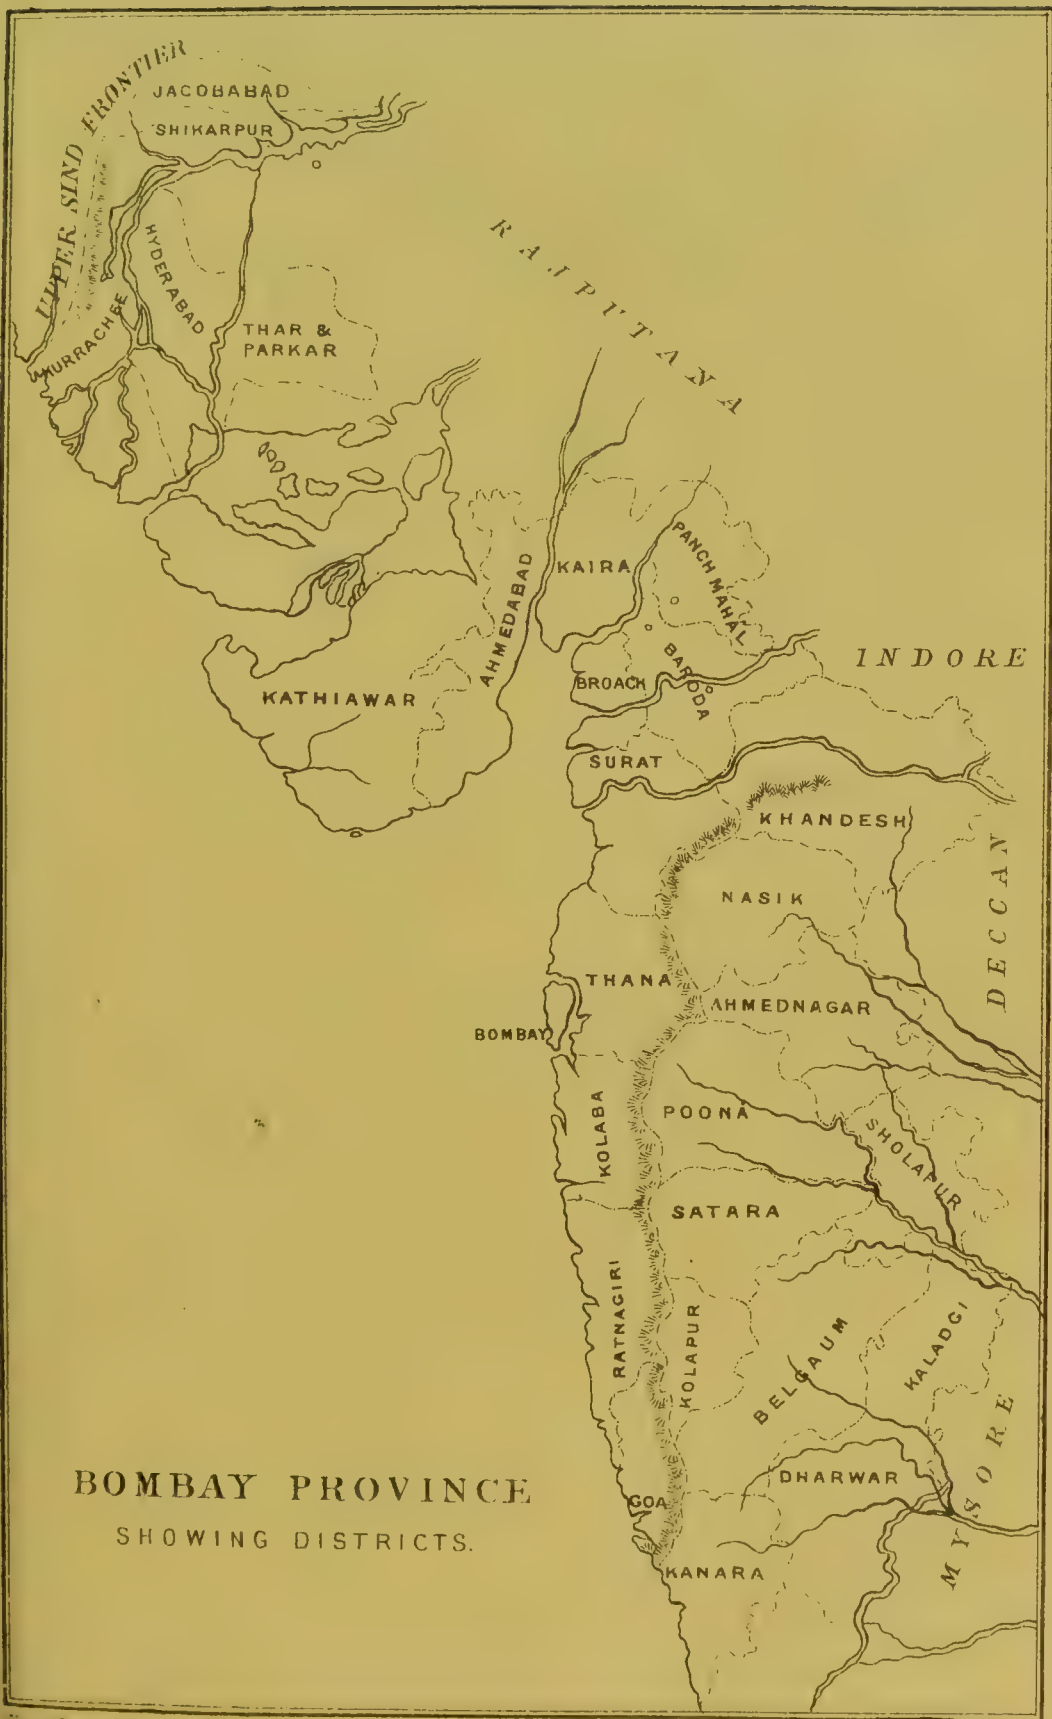 UPPER SIND FRONTIER
JACOBABAD
SHIKARPUR
HYDERABAD
KURRACHEE
THAR &
PARKAR
RAJPUTANA
AHMEDABAD
KAIRA
PANCH MAHAL
BARODA
BROACH
INDORE
KATHIAWAR
SURAT
KHANDESH
DECCAN
NASIK
THANA
AHMEDNAGAR
BOMBAY
KOLABA
POONA
SHOLAPUR
SATARA
RATNAGIRI
KOLAPUR
BELGAUM
KALADGI
MYSORE
DHARWAR
GOA
KANARA
BOMBAY PROVINCE
SHOWING DISTRICTS.